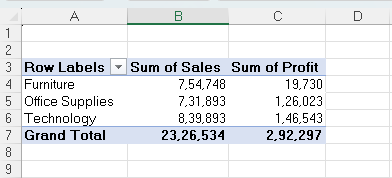 A B C D
1
2
3 Row Labels Sum of Sales Sum of Profit
4 Furniture 7,54,748 19,730
5 Office Supplies 7,31,893 1,26,023
6 Technology 8,39,893 1,46,543
7 Grand Total 23,26,534 2,92,297
8
9